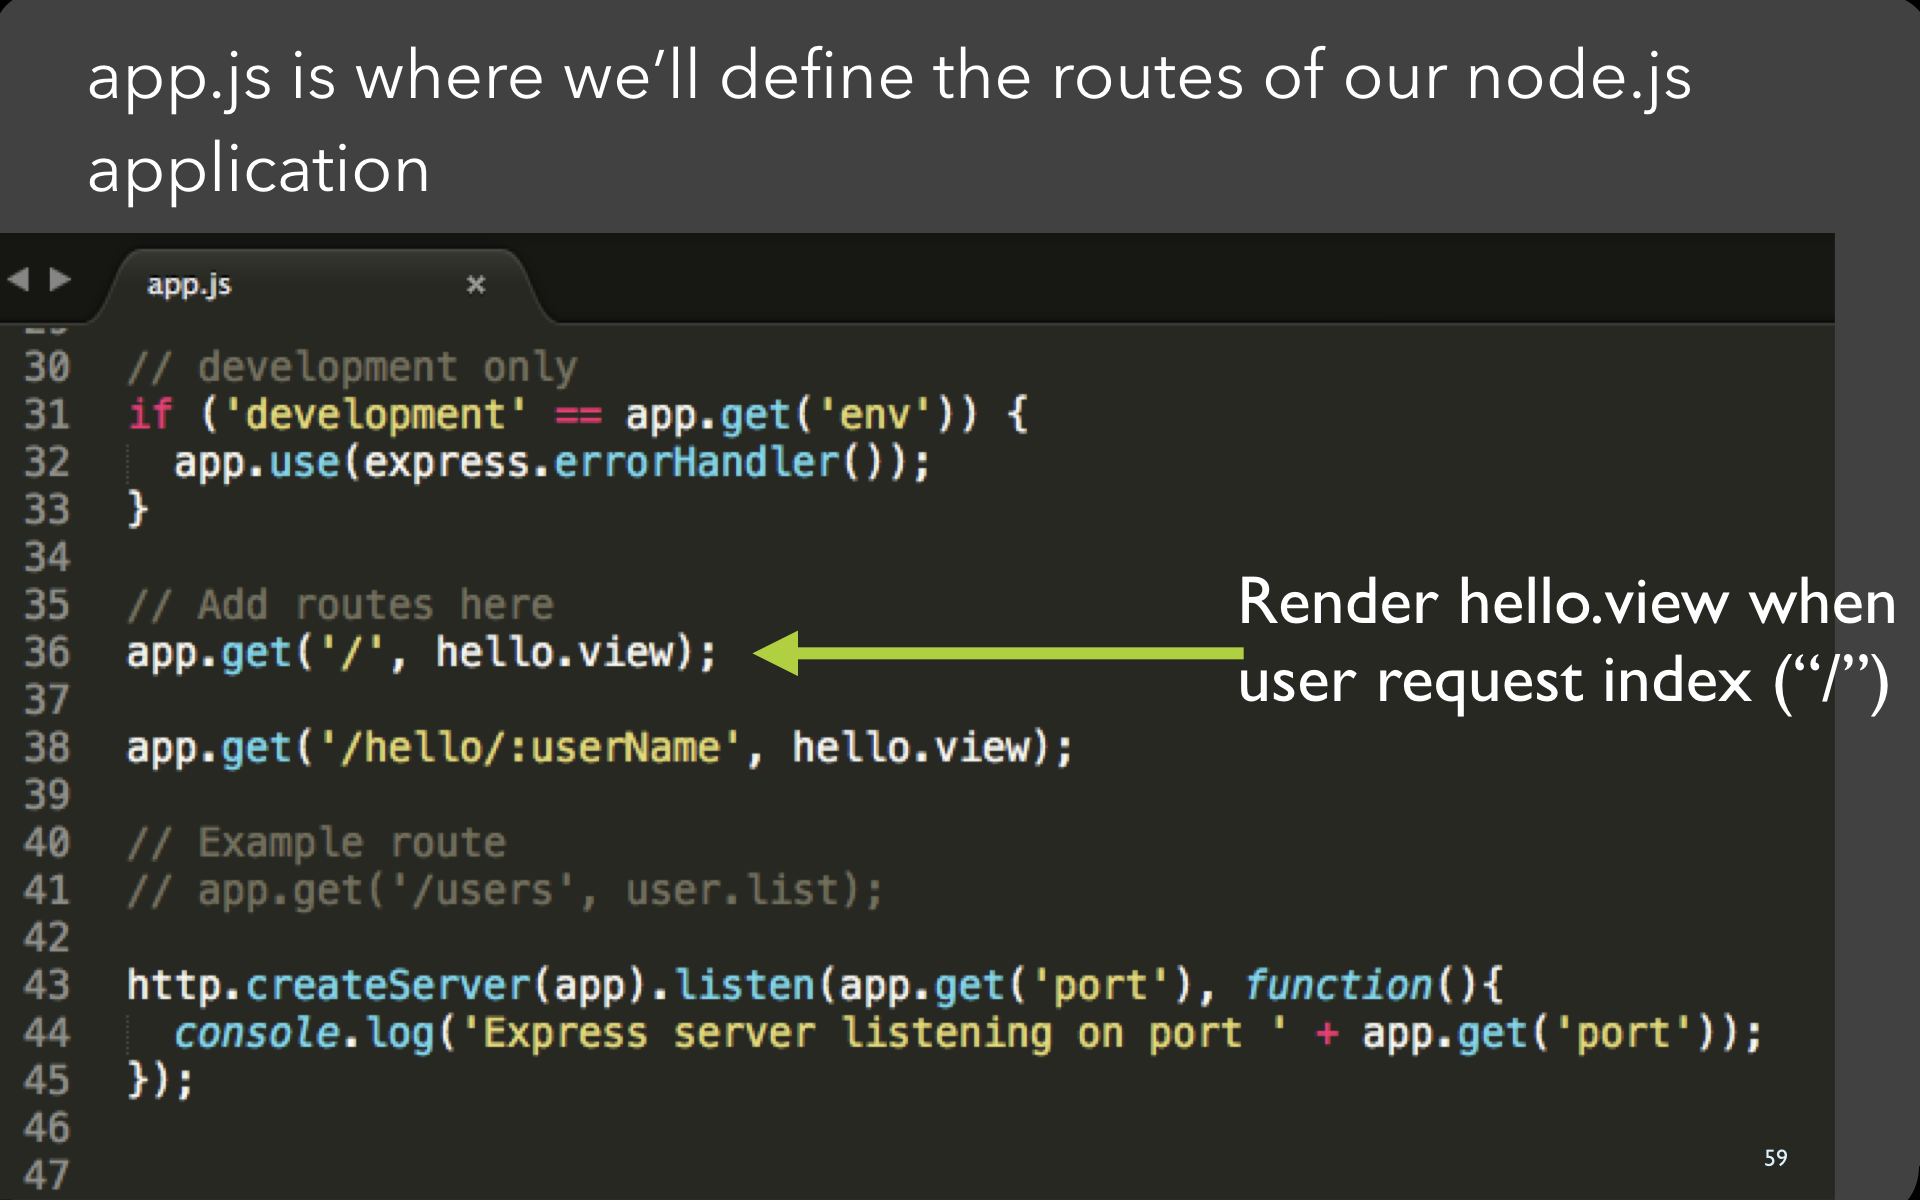 app.js is where we’ll define the routes of our node.js
application
app.js ×
30 // development only
31 if ('development' == app.get('env')) {
32   app.use(express.errorHandler());
33 }
34
35 // Add routes here
36 app.get('/', hello.view);
Render hello.view when
user request index (“/”)
37
38 app.get('/hello/:userName', hello.view);
39
40 // Example route
41 // app.get('/users', user.list);
42
43 http.createServer(app).listen(app.get('port'), function(){
44   console.log('Express server listening on port ' + app.get('port'));
45 });
46
47
59